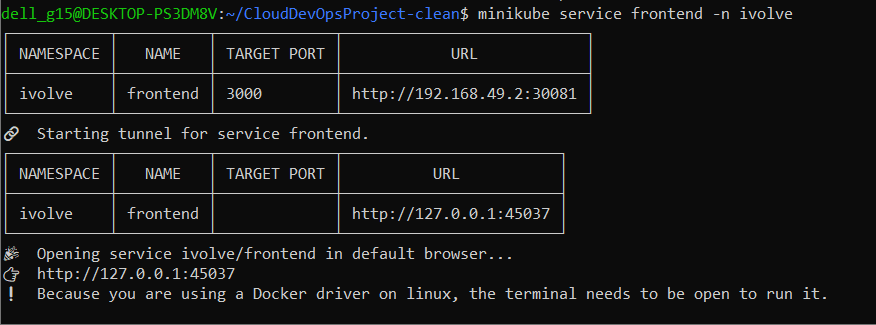 dell_g15@DESKTOP-PS3DM8V:~/CloudDevOpsProject-clean$ minikube service frontend -n ivolve
NAMESPACE NAME TARGET PORT URL
ivolve frontend 3000 http://192.168.49.2:30081
🔗 Starting tunnel for service frontend.
NAMESPACE NAME TARGET PORT URL
ivolve frontend http://127.0.0.1:45037
🎉 Opening service ivolve/frontend in default browser...
👉 http://127.0.0.1:45037
❗ Because you are using a Docker driver on linux, the terminal needs to be open to run it.